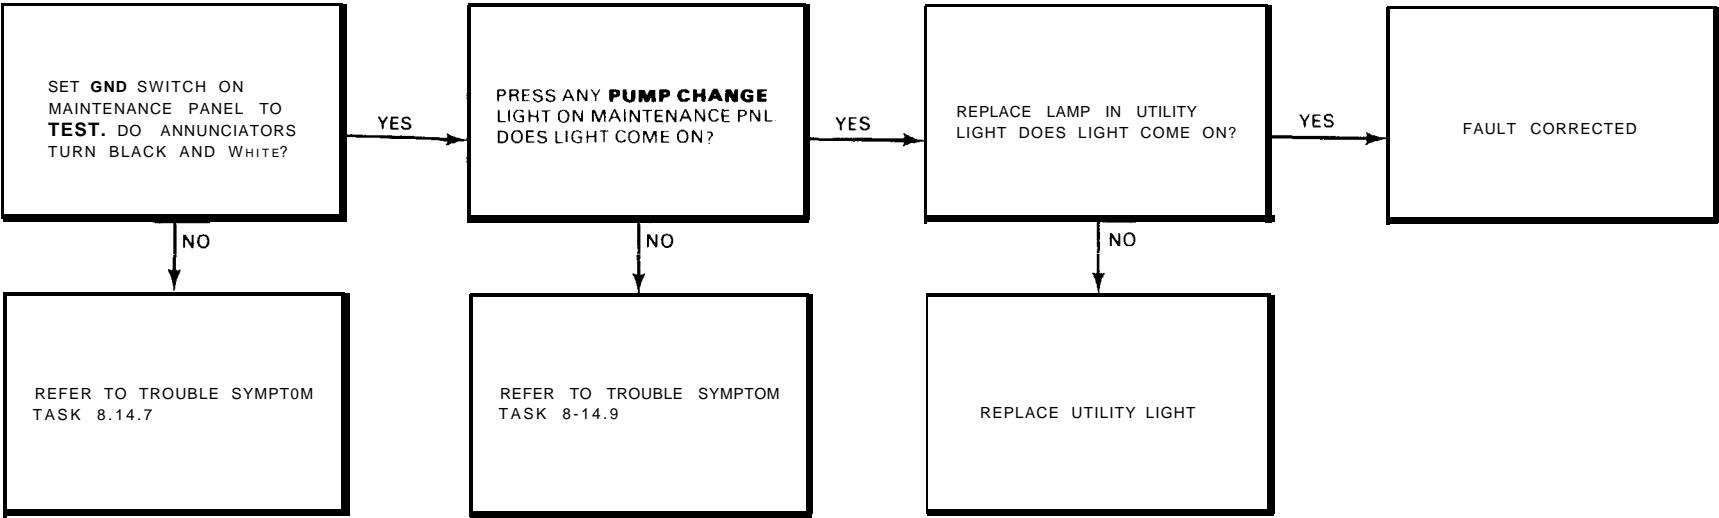 SET GND SWITCH ON
MAINTENANCE PANEL TO
TEST. DO ANNUNCIATORS
TURN BLACK AND WHITE?
YES
PRESS ANY PUMP CHANGE
LIGHT ON MAINTENANCE PNL.
DOES LIGHT COME ON?
YES
REPLACE LAMP IN UTILITY
LIGHT DOES LIGHT COME ON?
YES
FAULT CORRECTED
NO
NO
NO
REFER TO TROUBLE SYMPT0M
TASK 8.14.7
REFER TO TROUBLE SYMPTOM
TASK 8-14.9
REPLACE UTILITY LIGHT